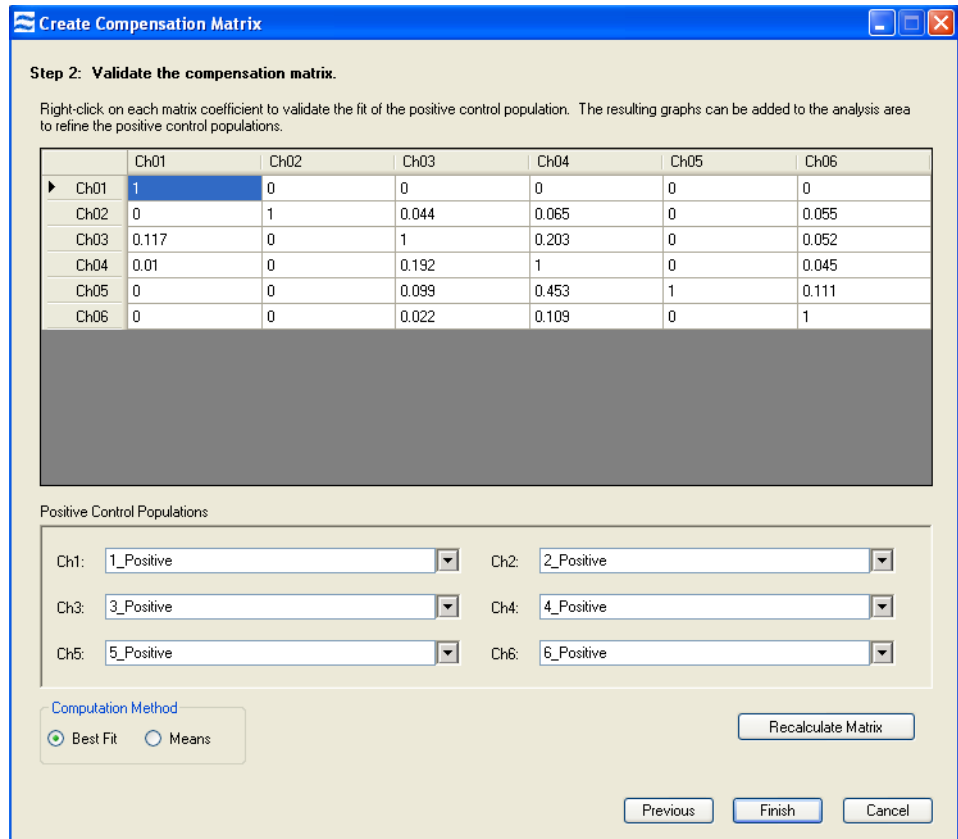 Create Compensation Matrix
Step 2: Validate the compensation matrix.
Right-click on each matrix coefficient to validate the fit of the positive control population. The resulting graphs can be added to the analysis area
to refine the positive control populations.
Ch01 Ch02 Ch03 Ch04 Ch05 Ch06
Ch01 1 0 0 0 0 0
Ch02 0 1 0.044 0.065 0 0.055
Ch03 0.117 0 1 0.203 0 0.052
Ch04 0.01 0 0.192 1 0 0.045
Ch05 0 0 0.099 0.453 1 0.111
Ch06 0 0 0.022 0.109 0 1
Positive Control Populations
Ch1: 1_Positive Ch2: 2_Positive
Ch3: 3_Positive Ch4: 4_Positive
Ch5: 5_Positive Ch6: 6_Positive
Computation Method
Best Fit Means
Recalculate Matrix
Previous Finish Cancel